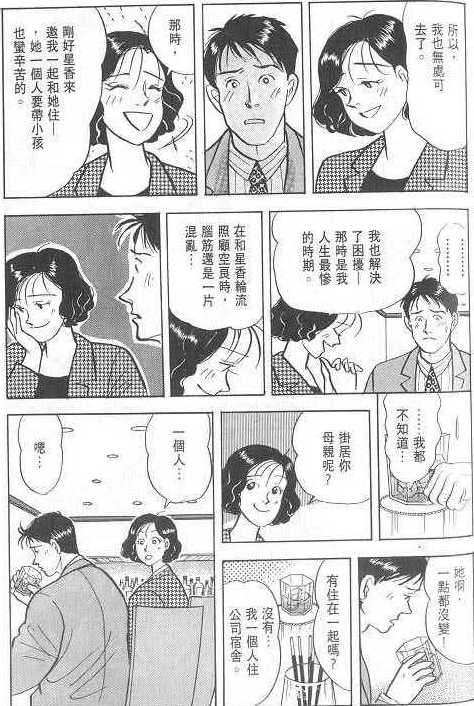 所以，
我也無處可
去了。
那時，
剛好星香來
邀我一起和她住—
，她一個人要帶小孩
也蠻辛苦的。
………
………
我也解決
了困擾—
那時是我
人生最慘
的時期。
在和星香輪流
照顧空良時，
腦筋還是一片
混亂…
……我都
不知道…
掛居你
母親呢？
她啊，
一點都沒變！
有住在一起嗎？
沒有…
我一個人住
公司宿舍。
一個人…
嗯…